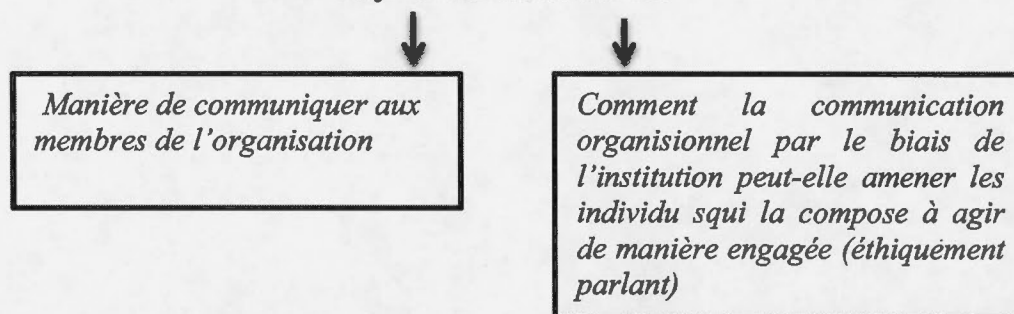 Manière de communiquer aux
membres de l'organisation
Comment la communication
organisionnel par le biais de
l'institution peut-elle amener les
individu squi la compose à agir
de manière engagée (éthiquement
parlant)